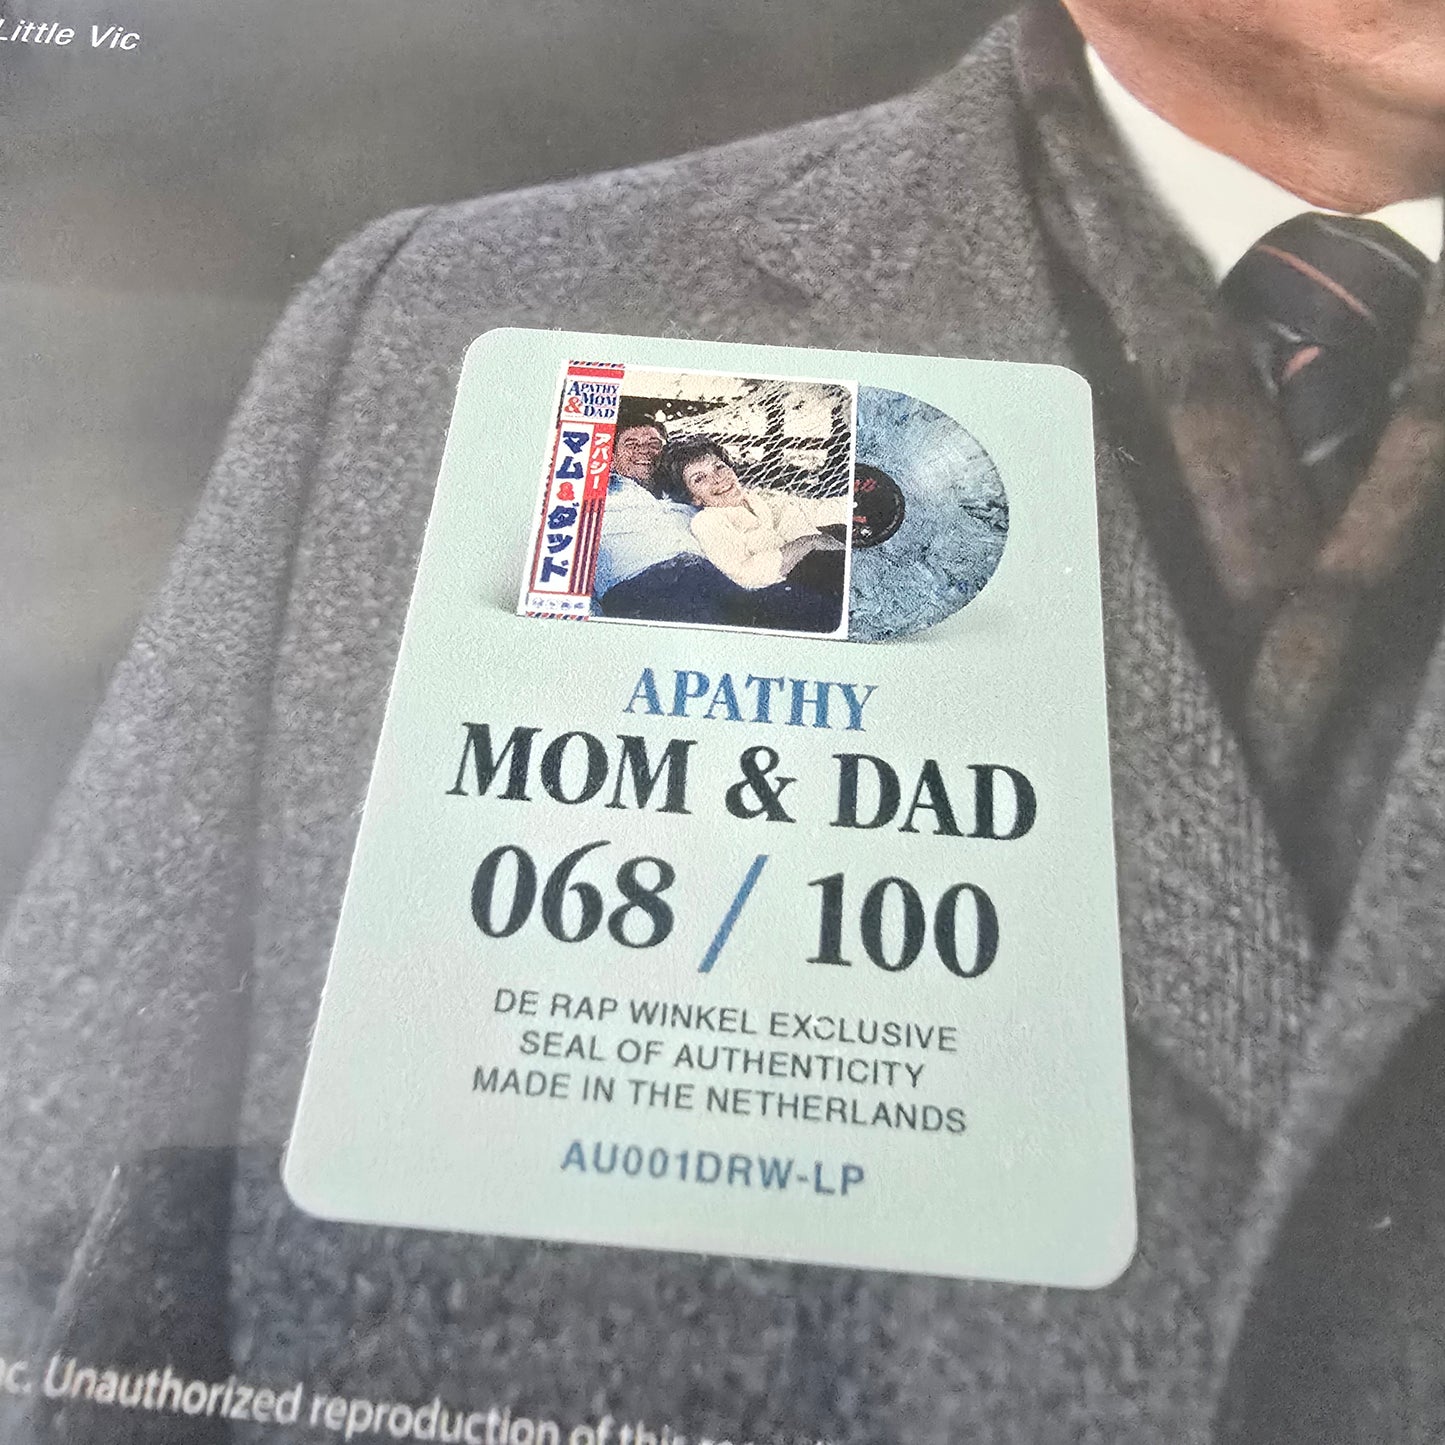 Little Vic
APATHY
& MOM
DAD
アパシー
マム&ダッド
APATHY
MOM & DAD
068 / 100
DE RAP WINKEL EXCLUSIVE
SEAL OF AUTHENTICITY
MADE IN THE NETHERLANDS
AU001DRW-LP
nc. Unauthorized reproduction of this